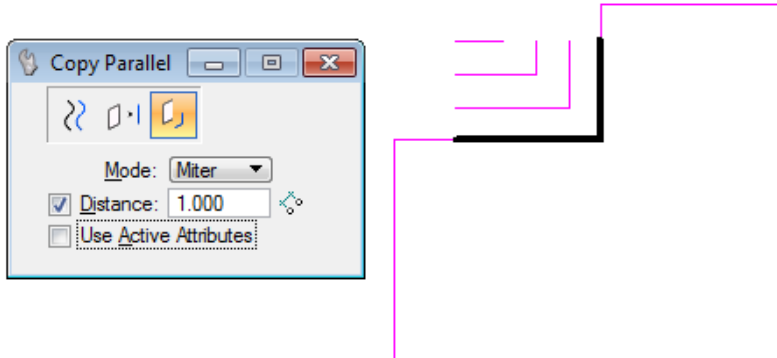 Copy Parallel
Mode: Miter
Distance: 1.000
Use Active Attributes